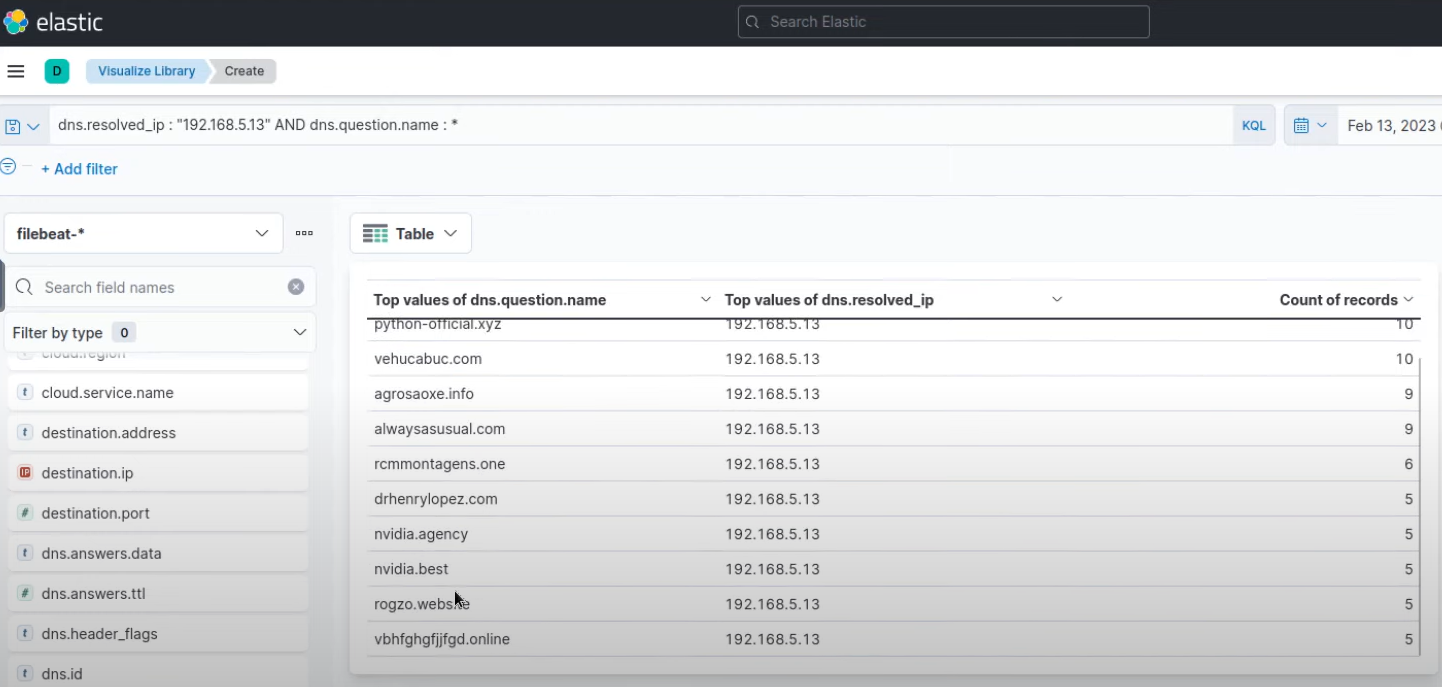 elastic
Search Elastic
D
Visualize Library
Create
dns.resolved_ip : "192.168.5.13" AND dns.question.name : *
KQL
Feb 13, 2023
+ Add filter
filebeat-*
Table
Search field names
Filter by type 0
cloud.region
cloud.service.name
destination.address
destination.ip
destination.port
dns.answers.data
dns.answers.ttl
dns.header_flags
dns.id
Top values of dns.question.name Top values of dns.resolved_ip Count of records
python-official.xyz 192.168.5.13 10
vehucabuc.com 192.168.5.13 10
agrosaoxe.info 192.168.5.13 9
alwaysasusual.com 192.168.5.13 9
rcmmontagens.one 192.168.5.13 6
drhenrylopez.com 192.168.5.13 5
nvidia.agency 192.168.5.13 5
nvidia.best 192.168.5.13 5
rogzo.website 192.168.5.13 5
vbhfghgfjjfgd.online 192.168.5.13 5